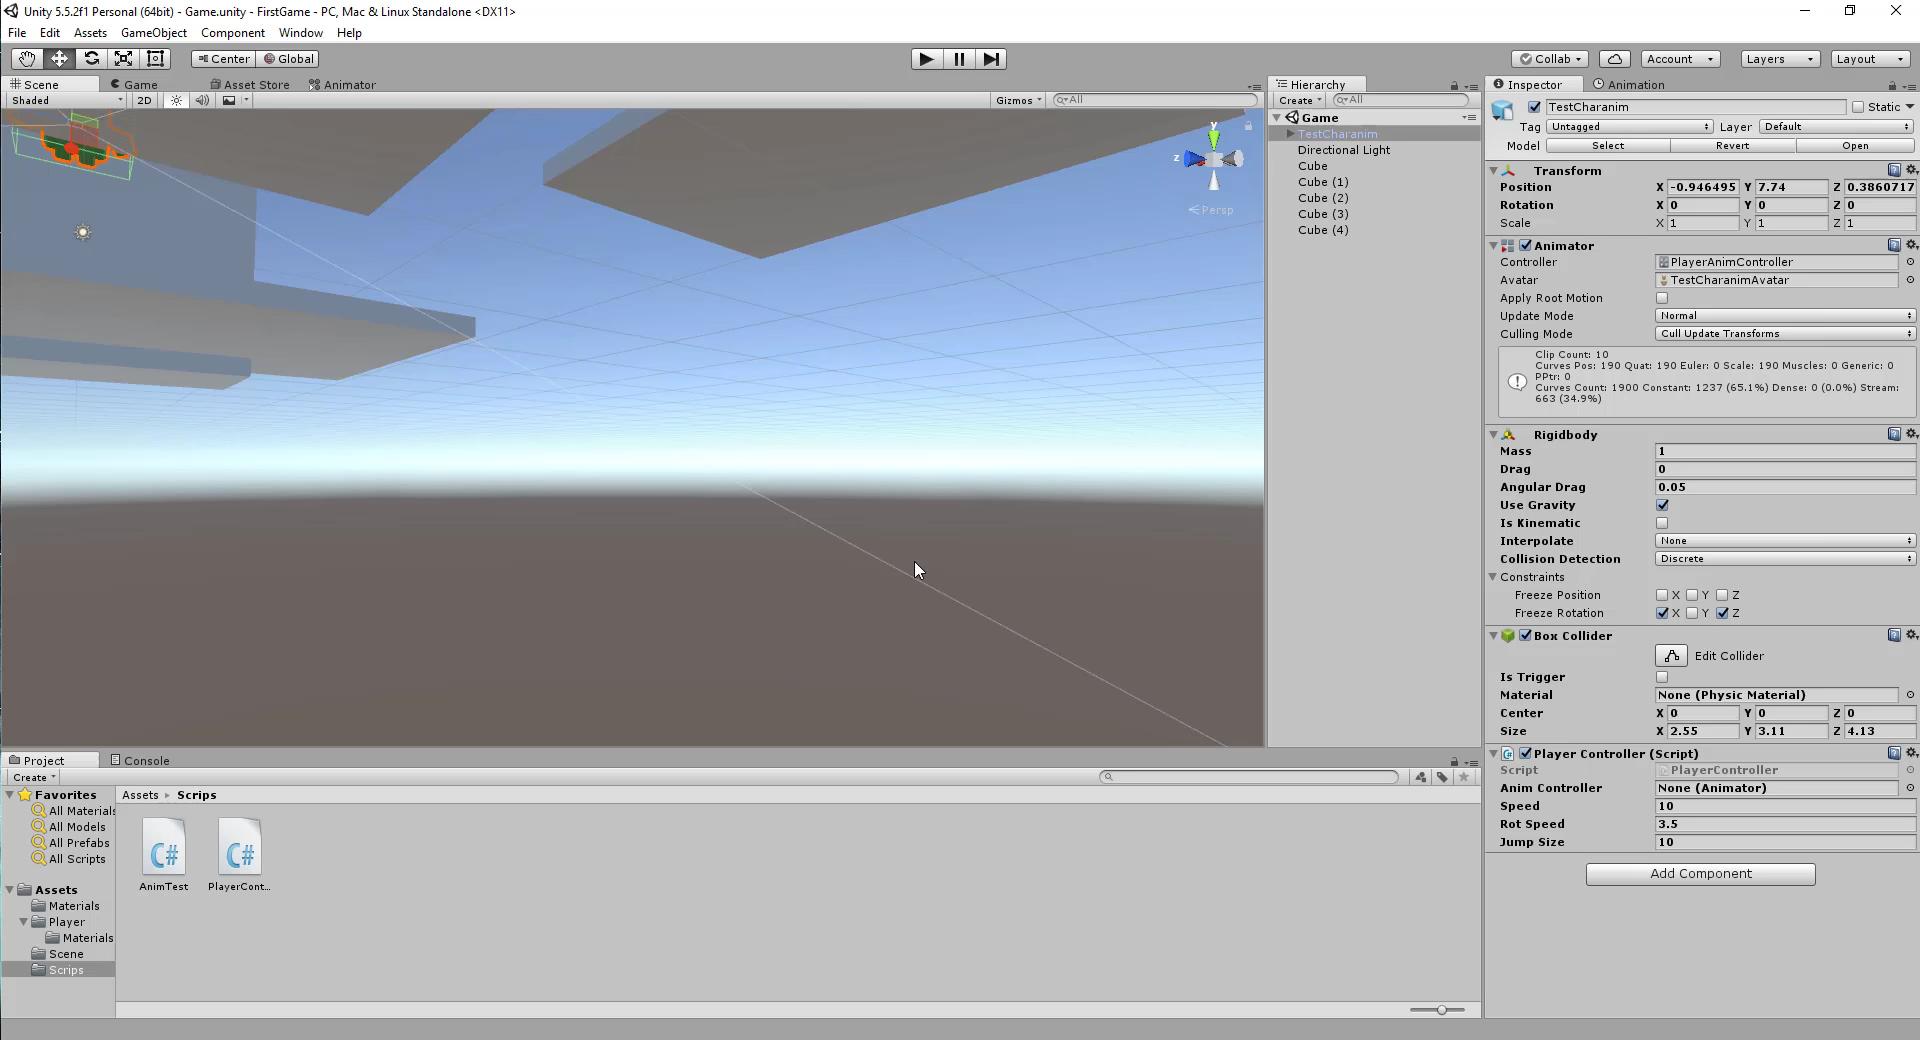 Unity 5.5.2f1 Personal (64bit) - Game.unity - FirstGame - PC, Mac & Linux Standalone <DX11>
File Edit Assets GameObject Component Window Help
Center Global Collab Account Layers Layout
Scene Game Asset Store Animator
Shaded 2D Gizmos All
y
z
Persp
Hierarchy
Create All
Game
TestCharanim
Directional Light
Cube
Cube (1)
Cube (2)
Cube (3)
Cube (4)
Inspector Animation
TestCharanim Static
Tag Untagged Layer Default
Model Select Revert Open
Transform
Position X -0.946495 Y 7.74 Z 0.3860717
Rotation X 0 Y 0 Z 0
Scale X 1 Y 1 Z 1
Animator
Controller PlayerAnimController
Avatar TestCharanimAvatar
Apply Root Motion
Update Mode Normal
Culling Mode Cull Update Transforms
Clip Count: 10
Curves Pos: 190 Quat: 190 Euler: 0 Scale: 190 Muscles: 0 Generic: 0
PPtr: 0
Curves Count: 1900 Constant: 1237 (65.1%) Dense: 0 (0.0%) Stream:
663 (34.9%)
Rigidbody
Mass 1
Drag 0
Angular Drag 0.05
Use Gravity
Is Kinematic
Interpolate None
Collision Detection Discrete
Constraints
Freeze Position X Y Z
Freeze Rotation X Y Z
Box Collider
Edit Collider
Is Trigger
Material None (Physic Material)
Center X 0 Y 0 Z 0
Size X 2.55 Y 3.11 Z 4.13
Player Controller (Script)
Script PlayerController
Anim Controller None (Animator)
Speed 10
Rot Speed 3.5
Jump Size 10
Add Component
Project Console
Create
Favorites
All Materials
All Models
All Prefabs
All Scripts
Assets
Materials
Player
Materials
Scene
Scrips
Assets Scrips
C# C#
AnimTest PlayerCont...